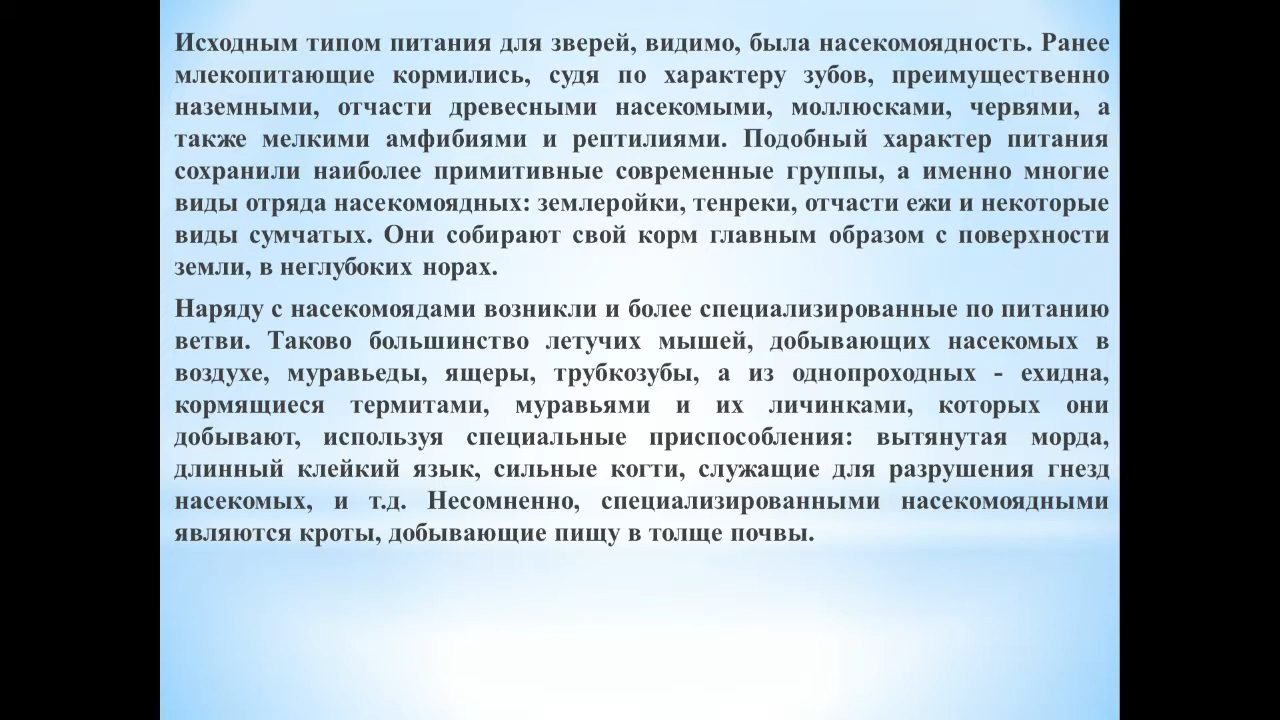 Исходным типом питания для зверей, видимо, была насекомоядность. Ранее
млекопитающие кормились, судя по характеру зубов, преимущественно
наземными, отчасти древесными насекомыми, моллюсками, червями, а
также мелкими амфибиями и рептилиями. Подобный характер питания
сохранили наиболее примитивные современные группы, а именно многие
виды отряда насекомоядных: землеройки, тенреки, отчасти ежи и некоторые
виды сумчатых. Они собирают свой корм главным образом с поверхности
земли, в неглубоких норах.
Наряду с насекомоядами возникли и более специализированные по питанию
ветви. Таково большинство летучих мышей, добывающих насекомых в
воздухе, муравьеды, ящеры, трубкозубы, а из однопроходных - ехидна,
кормящиеся термитами, муравьями и их личинками, которых они
добывают, используя специальные приспособления: вытянутая морда,
длинный клейкий язык, сильные когти, служащие для разрушения гнезд
насекомых, и т.д. Несомненно, специализированными насекомоядными
являются кроты, добывающие пищу в толще почвы.